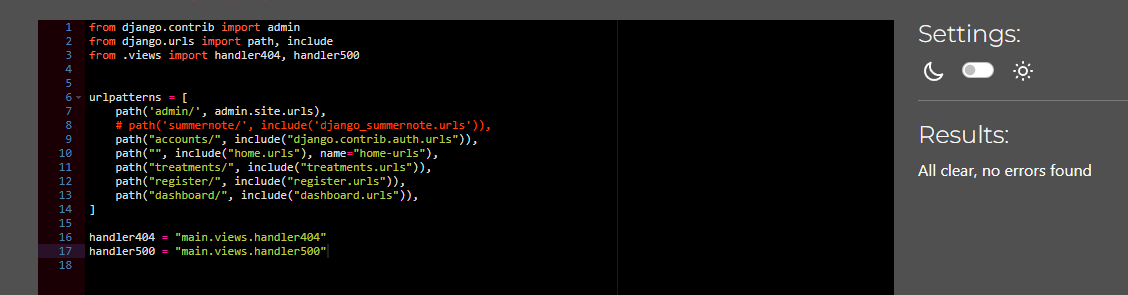 1 from django.contrib import admin
2 from django.urls import path, include
3 from .views import handler404, handler500
4
5
6 urlpatterns = [
7     path('admin/', admin.site.urls),
8     # path('summernote/', include('django_summernote.urls')),
9     path("accounts/", include("django.contrib.auth.urls")),
10     path("", include("home.urls"), name="home-urls"),
11     path("treatments/", include("treatments.urls")),
12     path("register/", include("register.urls")),
13     path("dashboard/", include("dashboard.urls")),
14 ]
15
16 handler404 = "main.views.handler404"
17 handler500 = "main.views.handler500"
18
Settings:
Results:
All clear, no errors found